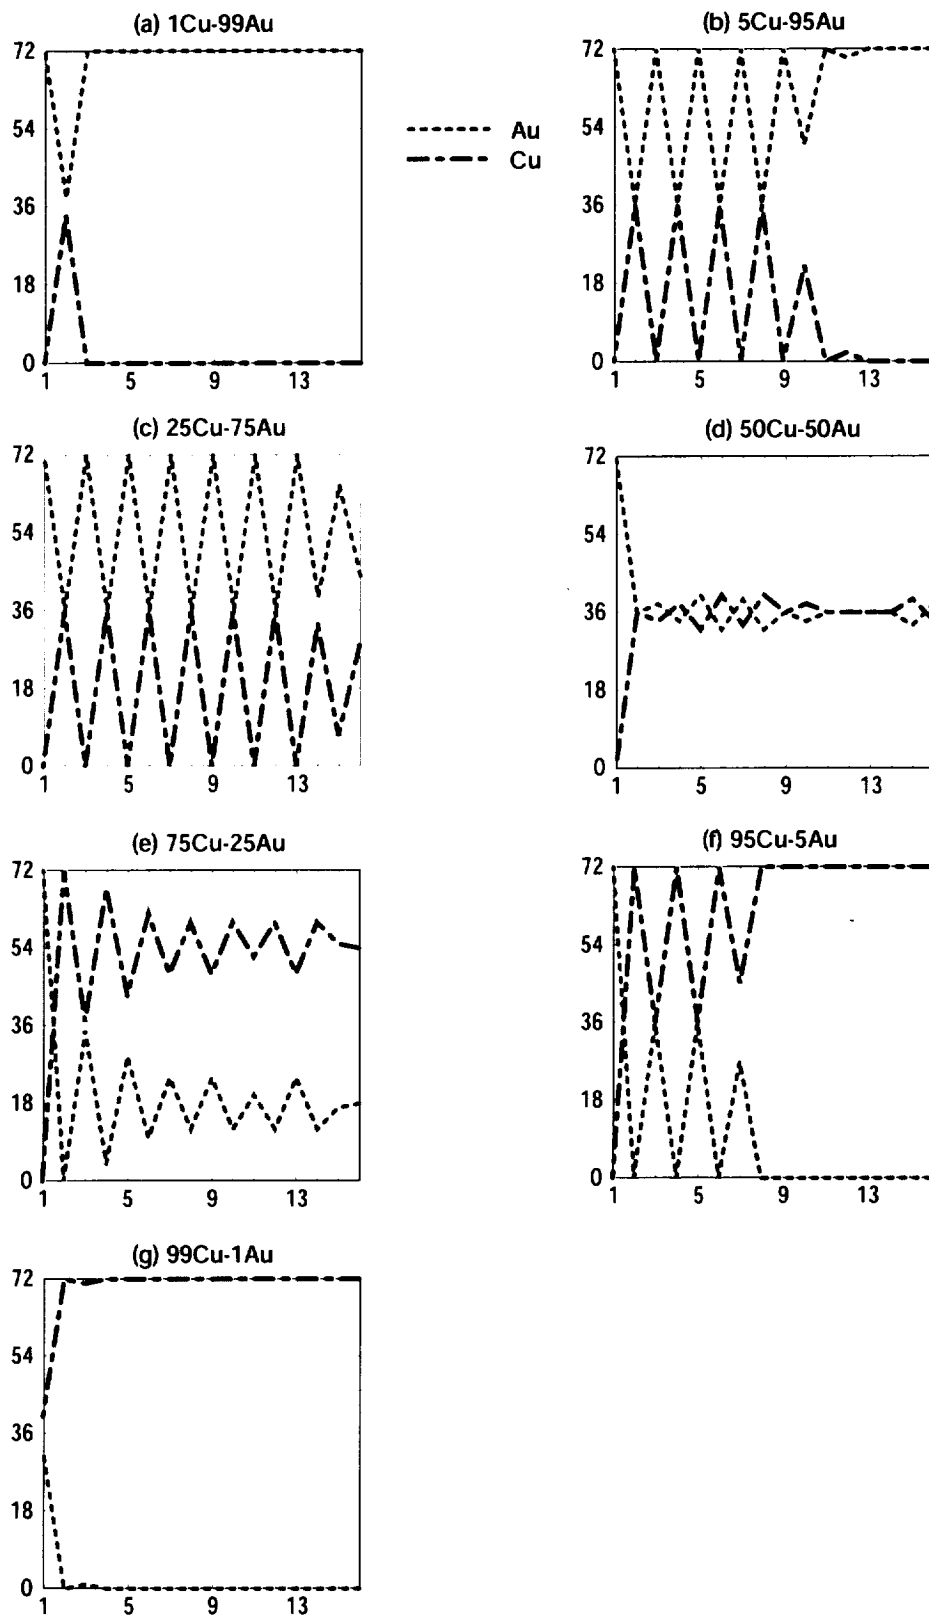 (a) 1Cu-99Au
72
54
36
18
0
1 5 9 13
Au
Cu
(b) 5Cu-95Au
72
54
36
18
0
1 5 9 13
(c) 25Cu-75Au
72
54
36
18
0
1 5 9 13
(d) 50Cu-50Au
72
54
36
18
0
1 5 9 13
(e) 75Cu-25Au
72
54
36
18
0
1 5 9 13
(f) 95Cu-5Au
72
54
36
18
0
1 5 9 13
(g) 99Cu-1Au
72
54
36
18
0
1 5 9 13